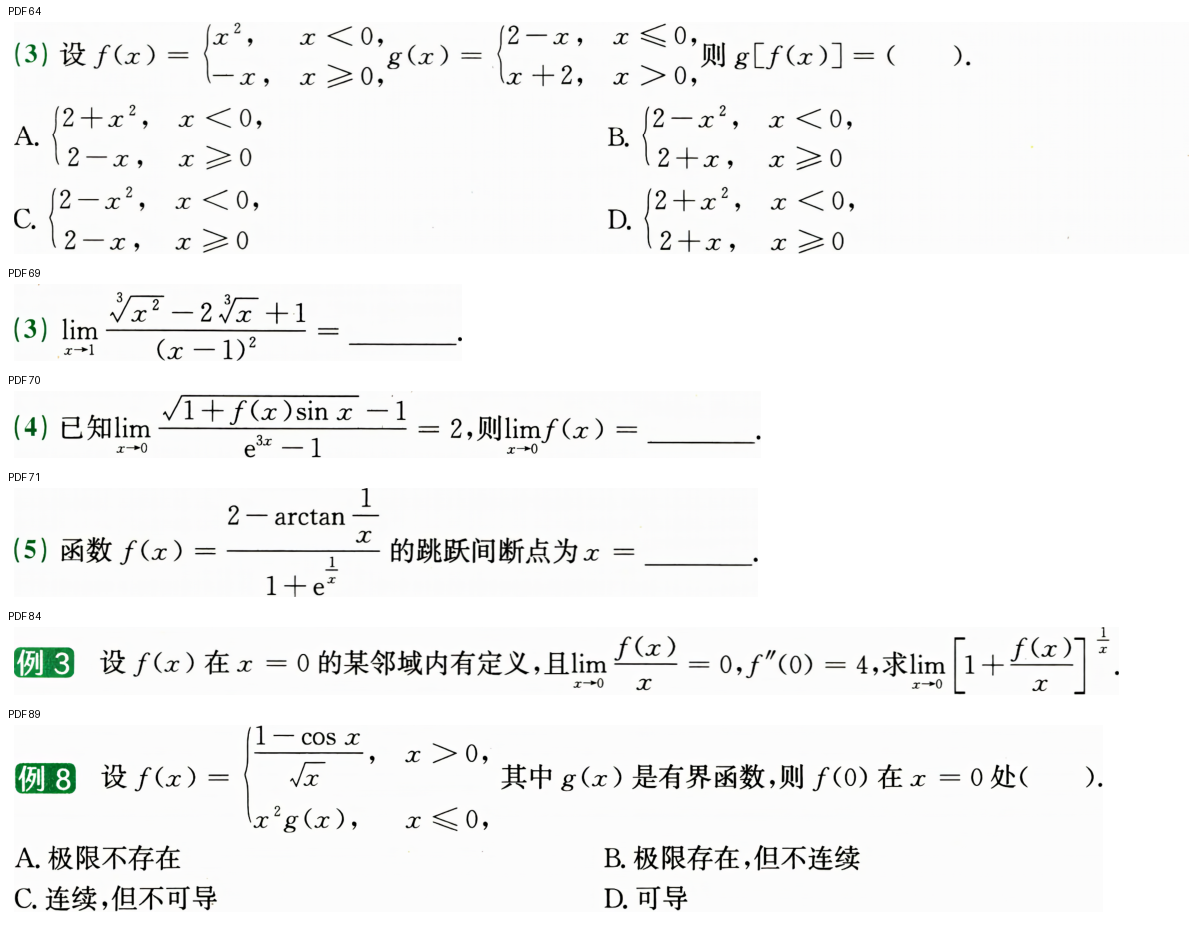 PDF64
(3) 设 f(x) = { x², x < 0, −x, x ⩾ 0, g(x) = { 2−x, x ⩽ 0, x+2, x > 0, 则 g[f(x)] = (  ).
A. { 2+x², x < 0, 2−x, x ⩾ 0
B. { 2−x², x < 0, 2+x, x ⩾ 0
C. { 2−x², x < 0, 2−x, x ⩾ 0
D. { 2+x², x < 0, 2+x, x ⩾ 0
PDF69
(3) lim_{x→1} (∛(x²) − 2∛x + 1)/(x − 1)² = ______.
PDF70
(4) 已知 lim_{x→0} (√(1 + f(x)sin x) − 1)/(e^{3x} − 1) = 2,则 lim_{x→0} f(x) = ______.
PDF71
(5) 函数 f(x) = (2 − arctan 1/x)/(1 + e^{1/x}) 的跳跃间断点为 x = ______.
PDF84
例 3 设 f(x) 在 x = 0 的某邻域内有定义,且 lim_{x→0} f(x)/x = 0, f″(0) = 4,求 lim_{x→0} [1 + f(x)/x]^{1/x}.
PDF89
例 8 设 f(x) = { (1 − cos x)/√x, x > 0, x²g(x), x ⩽ 0, 其中 g(x) 是有界函数,则 f(0) 在 x = 0 处(  ).
A. 极限不存在
B. 极限存在,但不连续
C. 连续,但不可导
D. 可导